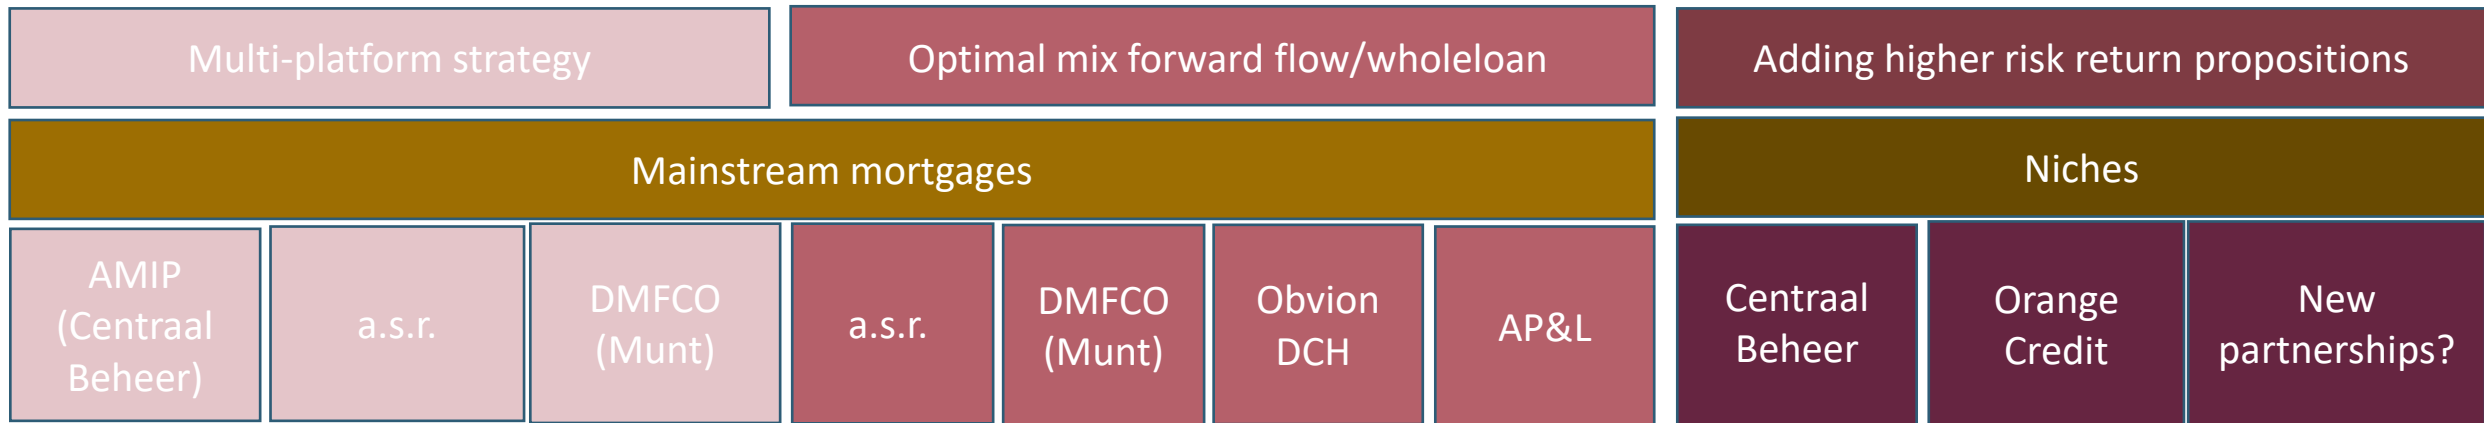 Multi-platform strategy
Optimal mix forward flow/wholeloan
Adding higher risk return propositions
Mainstream mortgages
Niches
AMIP
(Centraal
Beheer)
a.s.r.
DMFCO
(Munt)
a.s.r.
DMFCO
(Munt)
Obvion
DCH
AP&L
Centraal
Beheer
Orange
Credit
New
partnerships?